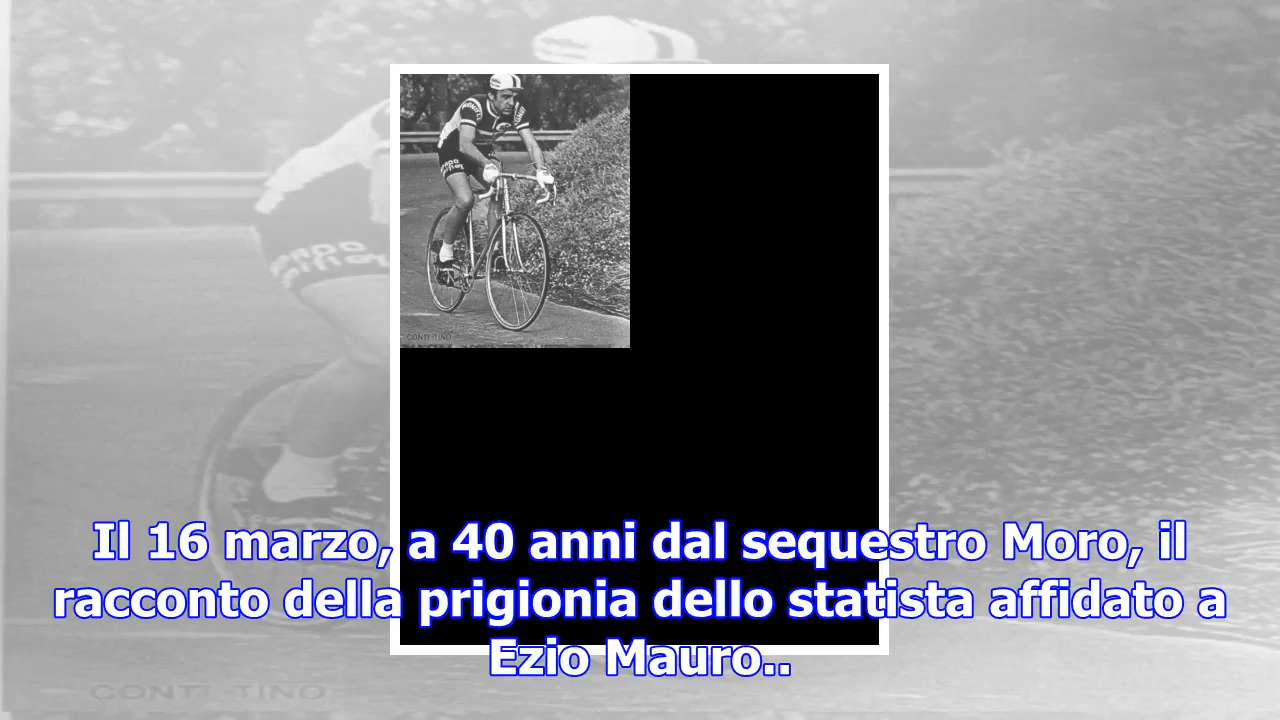 CONTI TINO
Il 16 marzo, a 40 anni dal sequestro Moro, il
racconto della prigionia dello statista affidato a
Ezio Mauro..
CONTI TINO